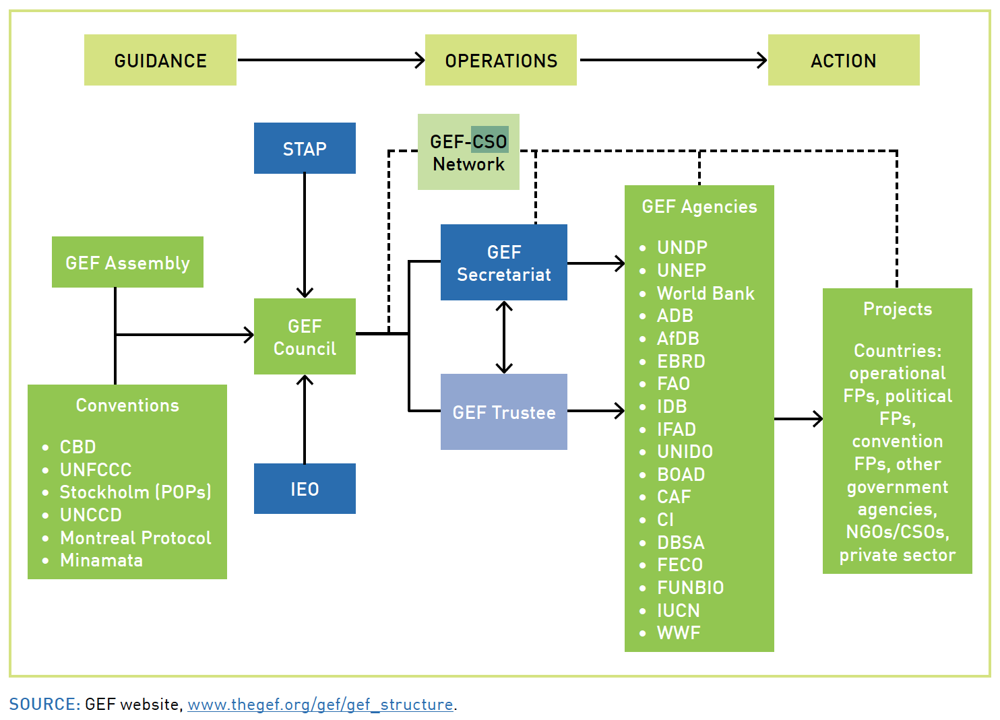 GUIDANCE
OPERATIONS
ACTION
STAP
GEF-CSO
Network
GEF Assembly
GEF
Council
IEO
Conventions
• CBD
• UNFCCC
• Stockholm (POPs)
• UNCCD
• Montreal Protocol
• Minamata
GEF
Secretariat
GEF Trustee
GEF Agencies
• UNDP
• UNEP
• World Bank
• ADB
• AfDB
• EBRD
• FAO
• IDB
• IFAD
• UNIDO
• BOAD
• CAF
• CI
• DBSA
• FECO
• FUNBIO
• IUCN
• WWF
Projects
Countries:
operational
FPs, political
FPs,
convention
FPs, other
government
agencies,
NGOs/CSOs,
private sector
SOURCE: GEF website, www.thegef.org/gef/gef_structure.